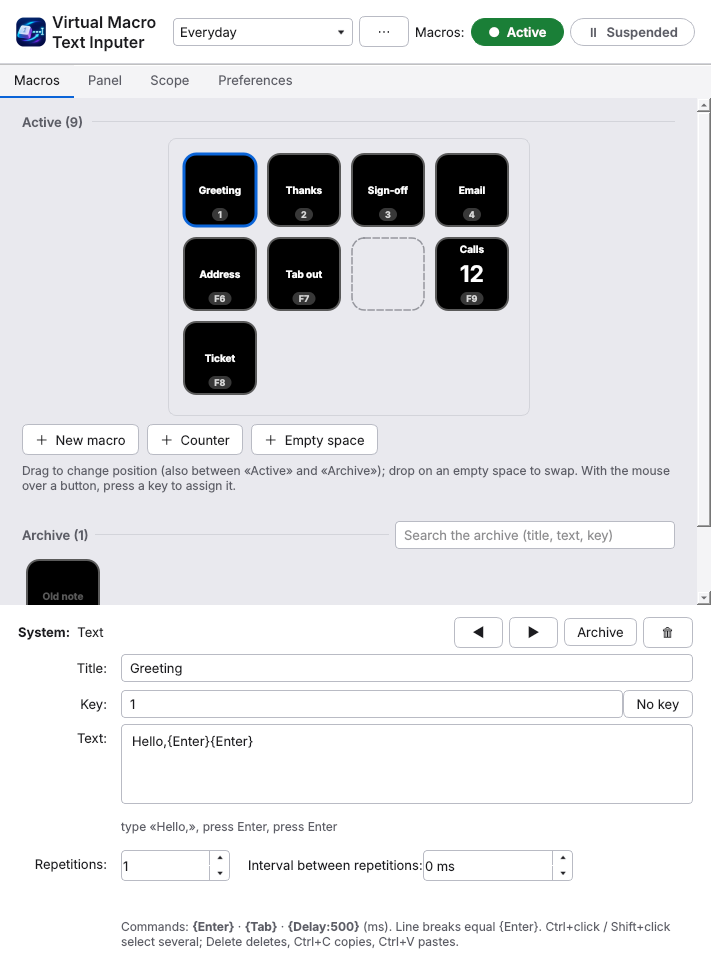 Virtual Macro
Text Inputer
Everyday
...
Macros:
Active
Suspended
Macros Panel Scope Preferences
Active (9)
Greeting Thanks Sign-off Email
1 2 3 4
Address Tab out Calls
12
F6 F7 F9
Ticket
F8
+ New macro + Counter + Empty space
Drag to change position (also between «Active» and «Archive»); drop on an empty space to swap. With the mouse
over a button, press a key to assign it.
Archive (1) Search the archive (title, text, key)
Old note
System: Text Archive
Title: Greeting
Key: 1 No key
Text: Hello,{Enter}{Enter}
type «Hello,», press Enter, press Enter
Repetitions: 1 Interval between repetitions: 0 ms
Commands: {Enter} · {Tab} · {Delay:500} (ms). Line breaks equal {Enter}. Ctrl+click / Shift+click
select several; Delete deletes, Ctrl+C copies, Ctrl+V pastes.